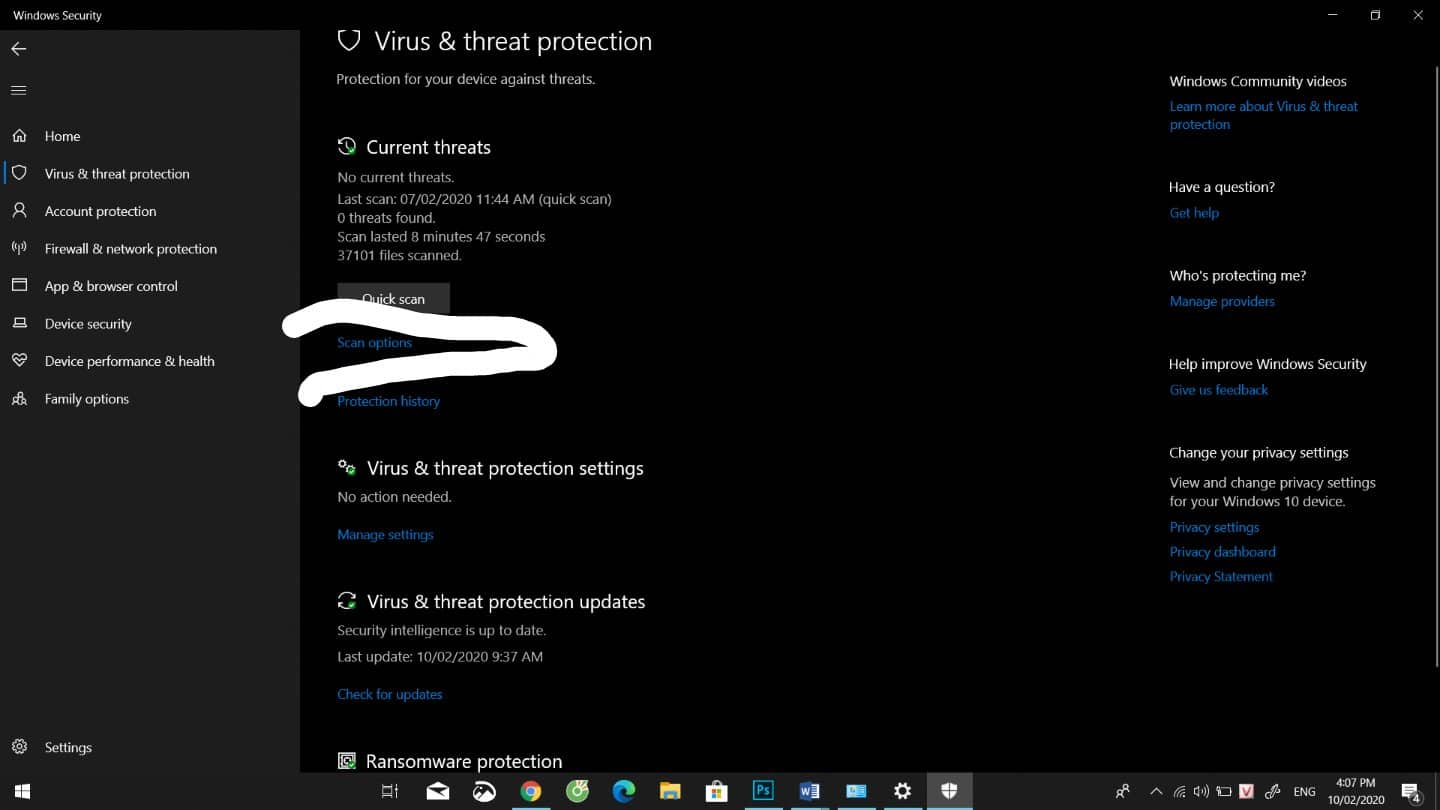 Windows Security
Virus & threat protection
Protection for your device against threats.
Home
Virus & threat protection
Account protection
Firewall & network protection
App & browser control
Device security
Device performance & health
Family options
Settings
Current threats
No current threats.
Last scan: 07/02/2020 11:44 AM (quick scan)
0 threats found.
Scan lasted 8 minutes 47 seconds
37101 files scanned.
Quick scan
Scan options
Protection history
Virus & threat protection settings
No action needed.
Manage settings
Virus & threat protection updates
Security intelligence is up to date.
Last update: 10/02/2020 9:37 AM
Check for updates
Ransomware protection
Windows Community videos
Learn more about Virus & threat
protection
Have a question?
Get help
Who's protecting me?
Manage providers
Help improve Windows Security
Give us feedback
Change your privacy settings
View and change privacy settings
for your Windows 10 device.
Privacy settings
Privacy dashboard
Privacy Statement
Ps
W
V
ENG
4:07 PM
10/02/2020
4